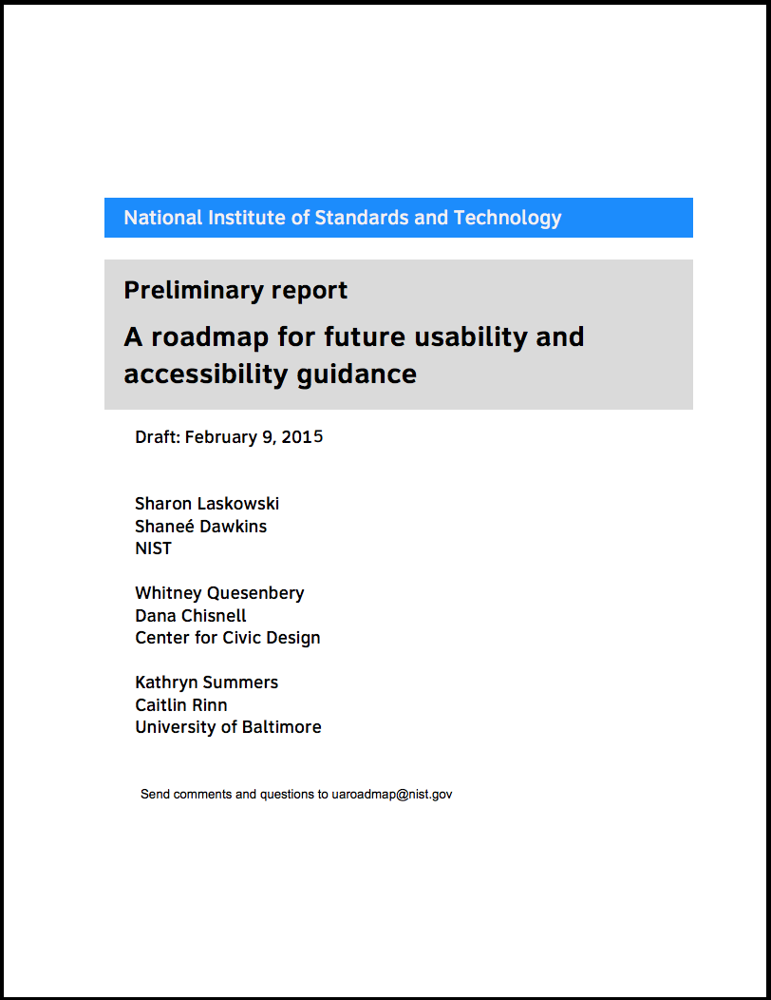 National Institute of Standards and Technology
Preliminary report
A roadmap for future usability and
accessibility guidance
Draft: February 9, 2015
Sharon Laskowski
Shaneé Dawkins
NIST
Whitney Quesenbery
Dana Chisnell
Center for Civic Design
Kathryn Summers
Caitlin Rinn
University of Baltimore
Send comments and questions to uaroadmap@nist.gov